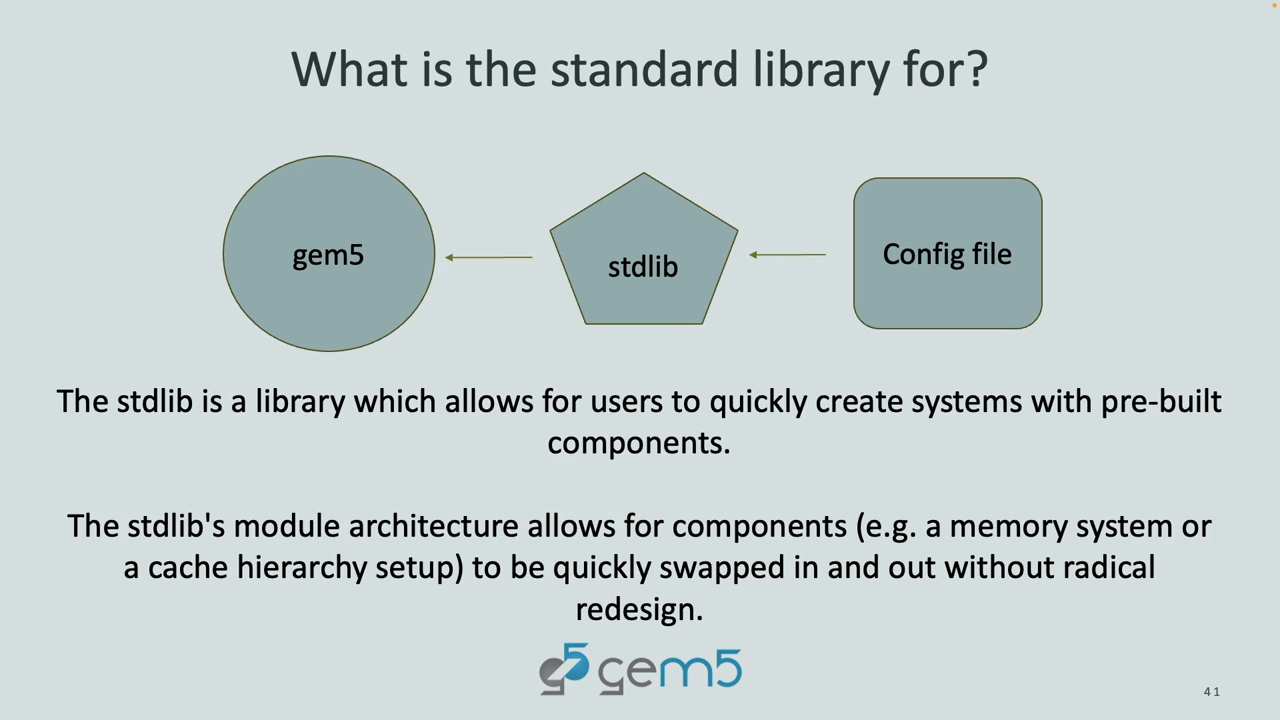 What is the standard library for?
gem5
stdlib
Config file
The stdlib is a library which allows for users to quickly create systems with pre-built
components.
The stdlib's module architecture allows for components (e.g. a memory system or
a cache hierarchy setup) to be quickly swapped in and out without radical
redesign.
g5 gem5
41